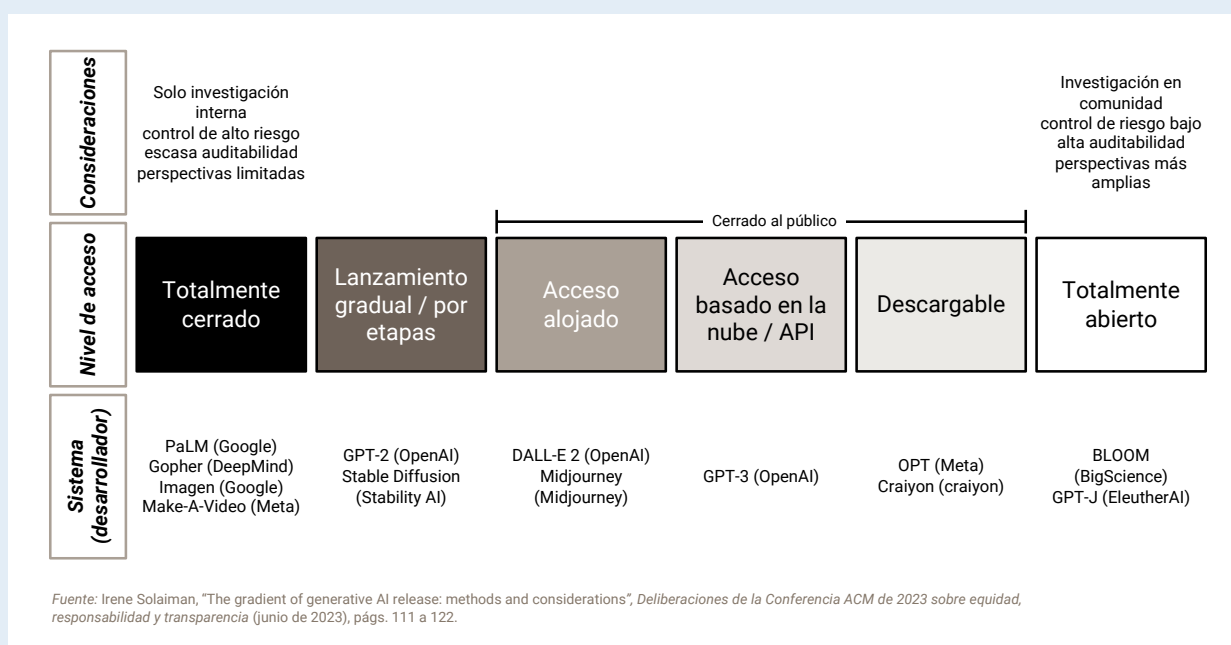 Consideraciones
Solo investigación
interna
control de alto riesgo
escasa auditabilidad
perspectivas limitadas
Investigación en
comunidad
control de riesgo bajo
alta auditabilidad
perspectivas más
amplias
Cerrado al público
Nivel de acceso
Totalmente
cerrado
Lanzamiento
gradual / por
etapas
Acceso
alojado
Acceso
basado en la
nube / API
Descargable
Totalmente
abierto
Sistema
(desarrollador)
PaLM (Google)
Gopher (DeepMind)
Imagen (Google)
Make-A-Video (Meta)
GPT-2 (OpenAI)
Stable Diffusion
(Stability AI)
DALL-E 2 (OpenAI)
Midjourney
(Midjourney)
GPT-3 (OpenAI)
OPT (Meta)
Craiyon (craiyon)
BLOOM
(BigScience)
GPT-J (EleutherAI)
Fuente: Irene Solaiman, "The gradient of generative AI release: methods and considerations", Deliberaciones de la Conferencia ACM de 2023 sobre equidad,
responsabilidad y transparencia (junio de 2023), págs. 111 a 122.